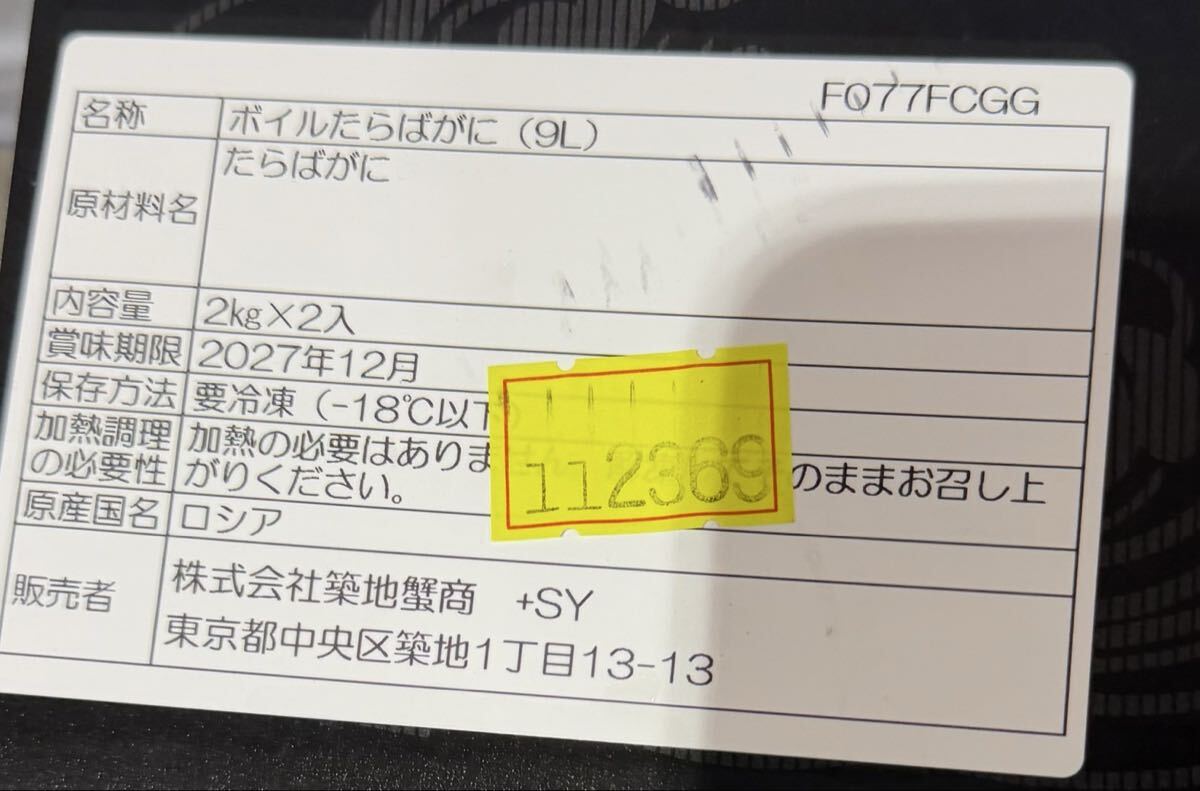 F077FCGG
名称 ボイルたらばがに（9L）
原材料名 たらばがに
内容量 2kg×2入
賞味期限 2027年12月
保存方法 要冷凍（-18℃以下
加熱調理の必要性 加熱の必要はありません のままお召し上
がりください。
112369
原産国名 ロシア
販売者 株式会社築地蟹商 +SY
東京都中央区築地1丁目13-13